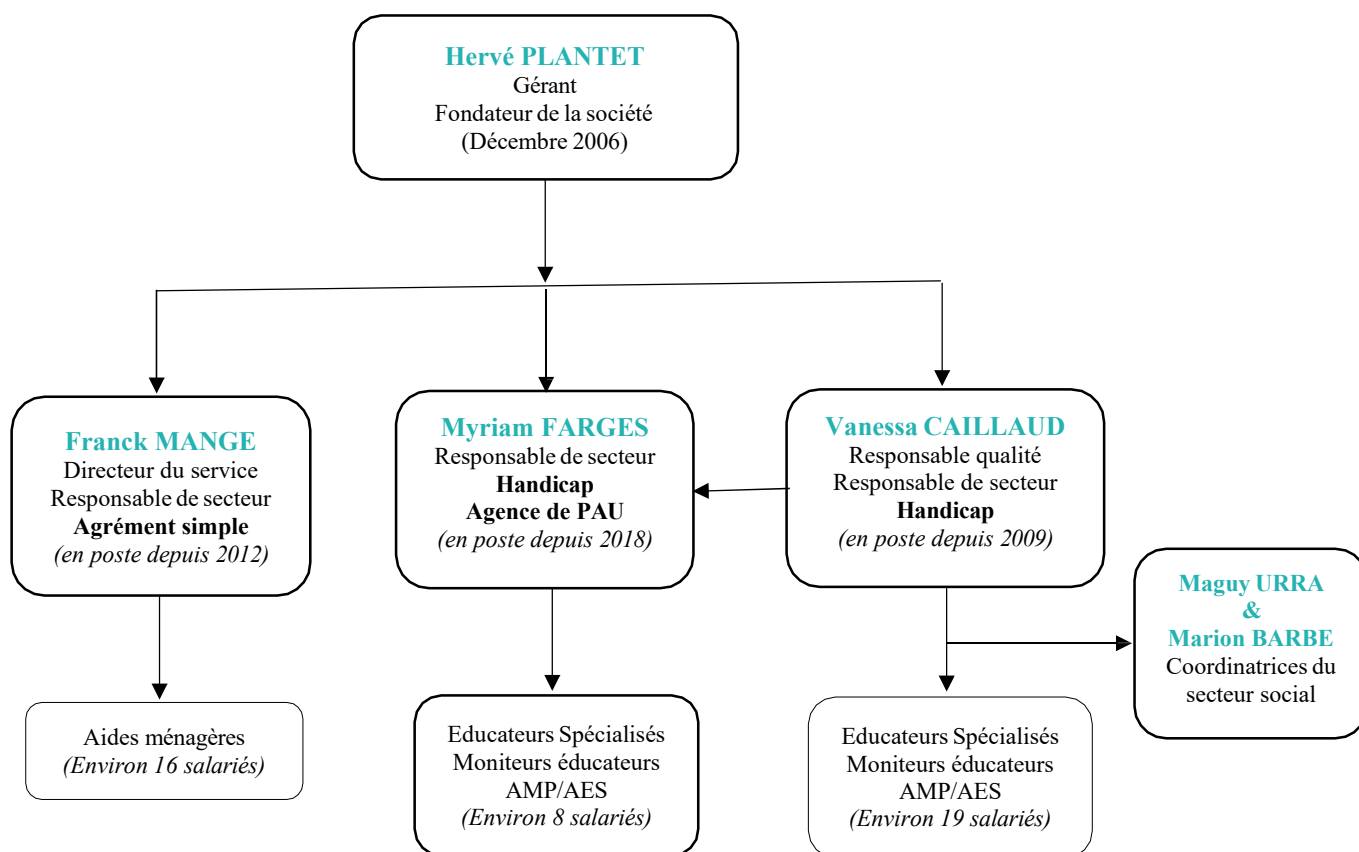 Hervé PLANTET
Gérant
Fondateur de la société
(Décembre 2006)
Franck MANGE
Directeur du service
Responsable de secteur
Agrément simple
(en poste depuis 2012)
Myriam FARGES
Responsable de secteur
Handicap
Agence de PAU
(en poste depuis 2018)
Vanessa CAILLAUD
Responsable qualité
Responsable de secteur
Handicap
(en poste depuis 2009)
Maguy URRA
&
Marion BARBE
Coordinatrices du
secteur social
Aides ménagères
(Environ 16 salariés)
Educateurs Spécialisés
Moniteurs éducateurs
AMP/AES
(Environ 8 salariés)
Educateurs Spécialisés
Moniteurs éducateurs
AMP/AES
(Environ 19 salariés)